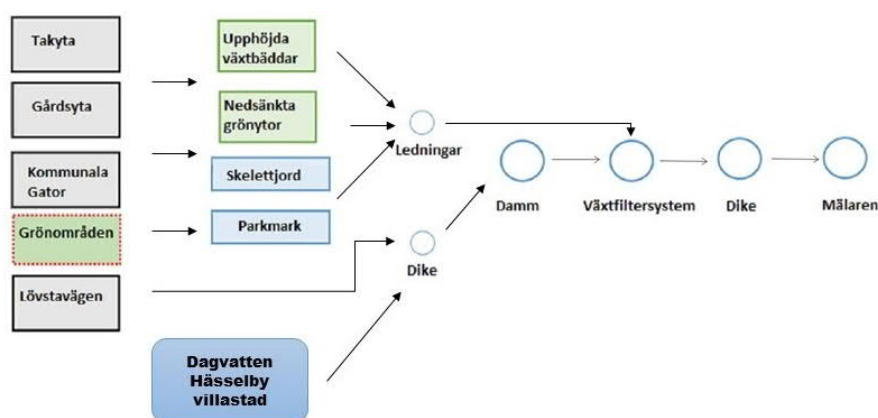 Takyta
Gårdsyta
Kommunala
Gator
Grönområden
Lövstavägen
Upphöjda
växtbäddar
Nedsänkta
grönytor
Skelettjord
Parkmark
Dagvatten
Hässelby
villastad
Ledningar
Dike
Damm
Växtfiltersystem
Dike
Mälaren